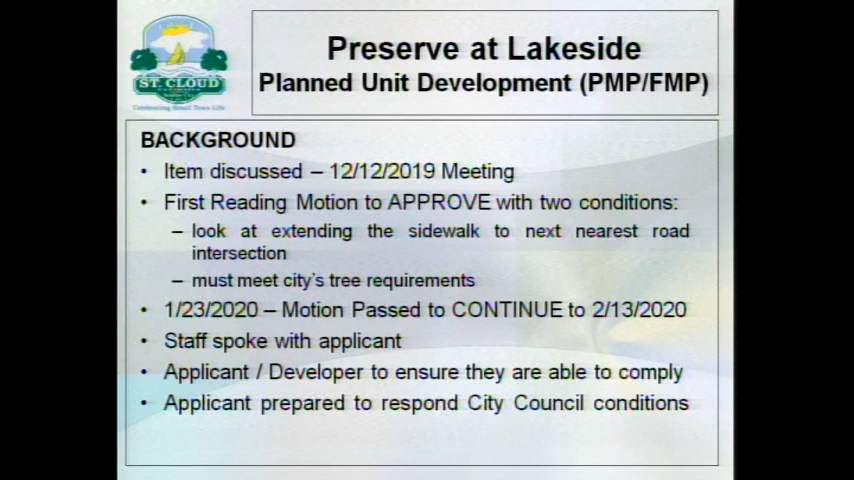 Preserve at Lakeside
Planned Unit Development (PMP/FMP)
ST. CLOUD
BACKGROUND
• Item discussed – 12/12/2019 Meeting
• First Reading Motion to APPROVE with two conditions:
– look at extending the sidewalk to next nearest road
intersection
– must meet city's tree requirements
• 1/23/2020 – Motion Passed to CONTINUE to 2/13/2020
• Staff spoke with applicant
• Applicant / Developer to ensure they are able to comply
• Applicant prepared to respond City Council conditions